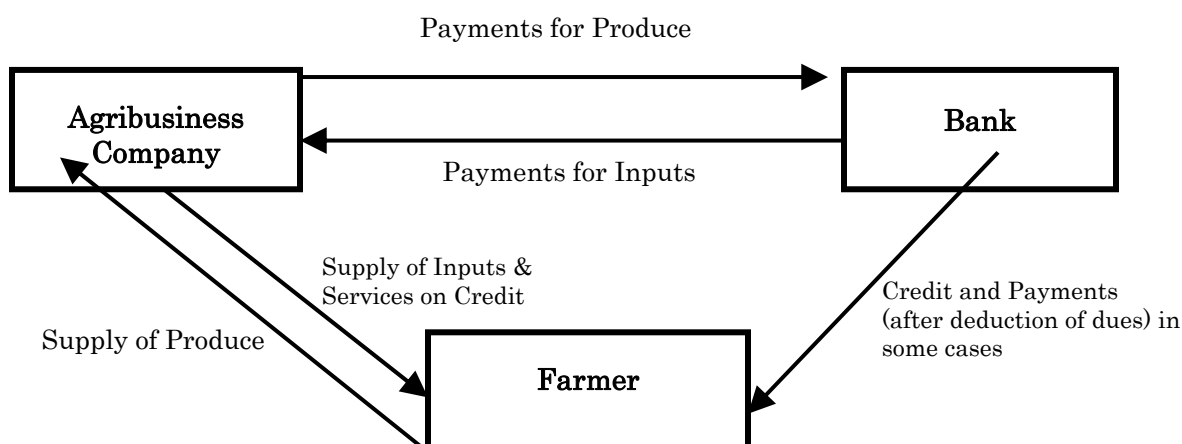 Payments for Produce
Agribusiness
Company
Bank
Payments for Inputs
Supply of Inputs &
Services on Credit
Credit and Payments
(after deduction of dues) in
some cases
Supply of Produce
Farmer